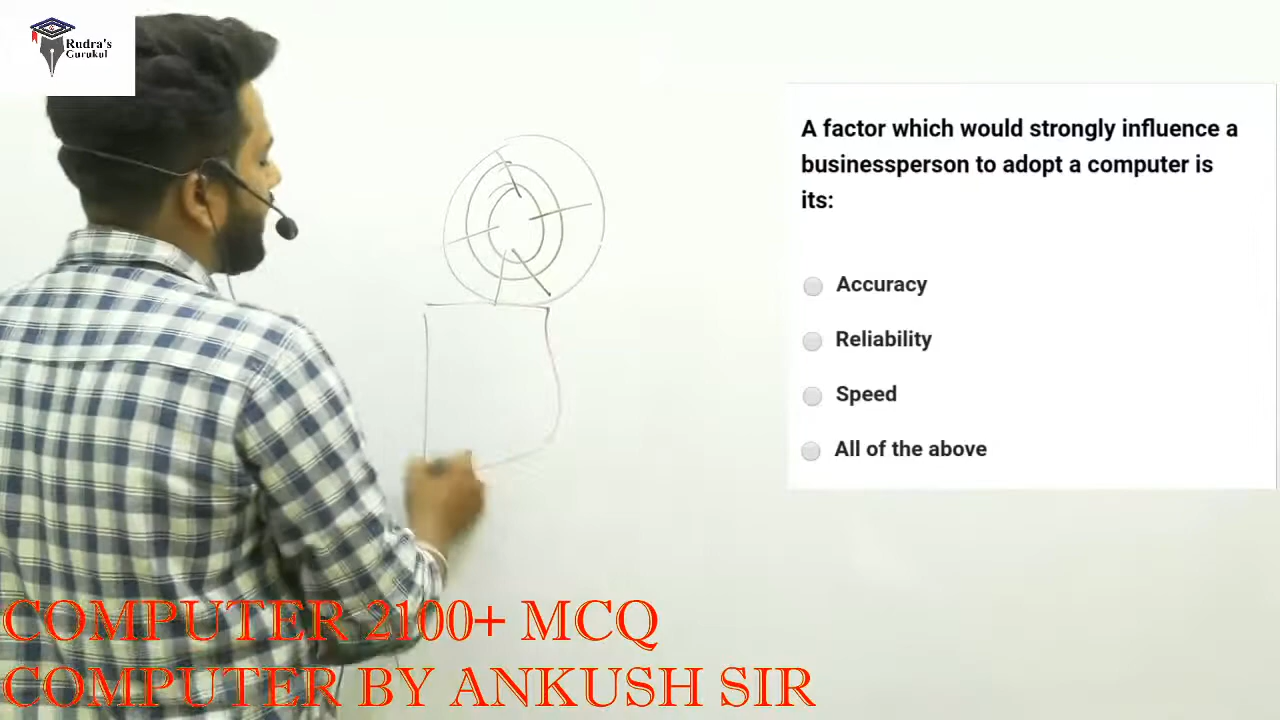 Rudra's
Gurukul
A factor which would strongly influence a
businessperson to adopt a computer is
its:
Accuracy
Reliability
Speed
All of the above
COMPUTER 2100+ MCQ
COMPUTER BY ANKUSH SIR